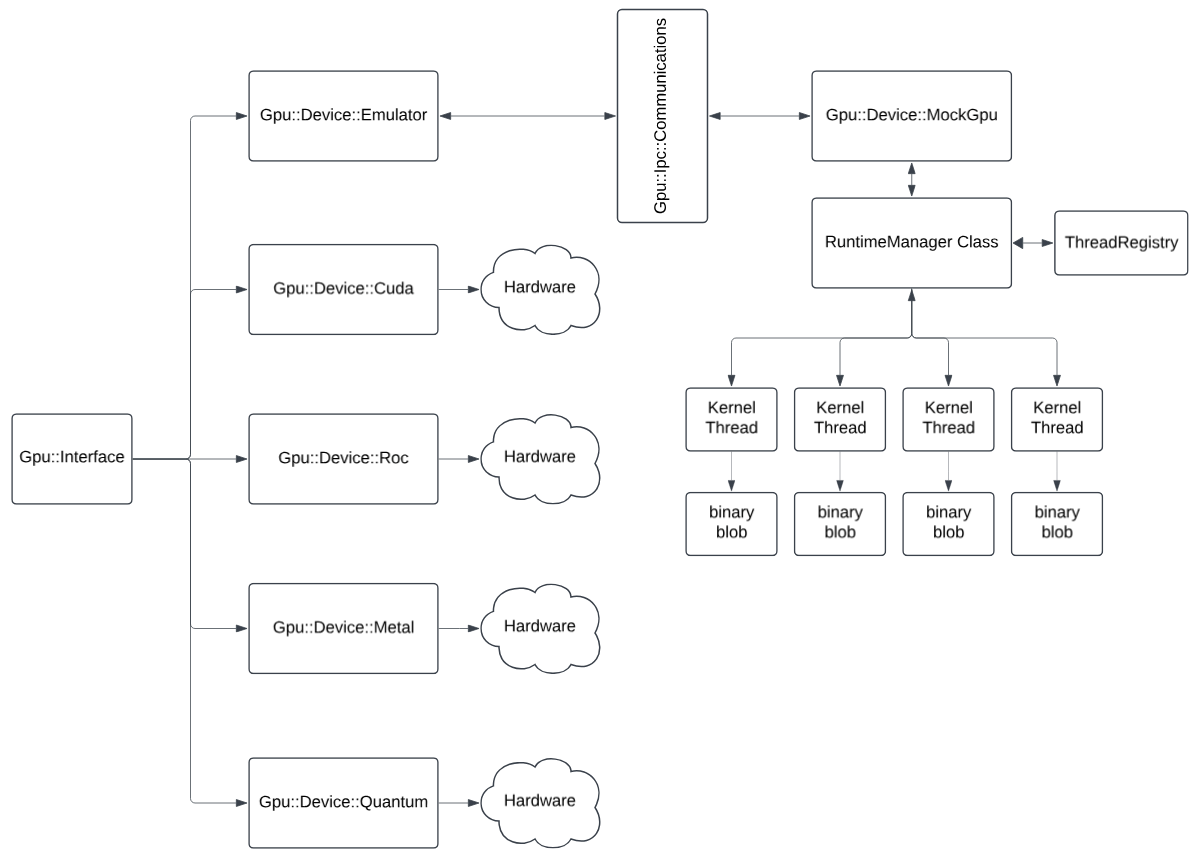 Gpu::Ipc::Communications
Gpu::Device::Emulator
Gpu::Device::MockGpu
RuntimeManager Class
ThreadRegistry
Gpu::Device::Cuda
Hardware
Kernel
Thread
Kernel
Thread
Kernel
Thread
Kernel
Thread
Gpu::Interface
Gpu::Device::Roc
Hardware
binary
blob
binary
blob
binary
blob
binary
blob
Gpu::Device::Metal
Hardware
Gpu::Device::Quantum
Hardware